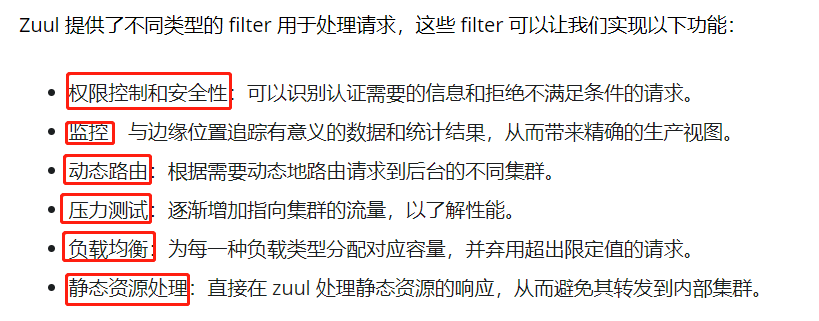 Zuul 提供了不同类型的 filter 用于处理请求，这些 filter 可以让我们实现以下功能：
权限控制和安全性：可以识别认证需要的信息和拒绝不满足条件的请求。
监控 与边缘位置追踪有意义的数据和统计结果，从而带来精确的生产视图。
动态路由：根据需要动态地路由请求到后台的不同集群。
压力测试：逐渐增加指向集群的流量，以了解性能。
负载均衡：为每一种负载类型分配对应容量，并弃用超出限定值的请求。
静态资源处理：直接在 zuul 处理静态资源的响应，从而避免其转发到内部集群。